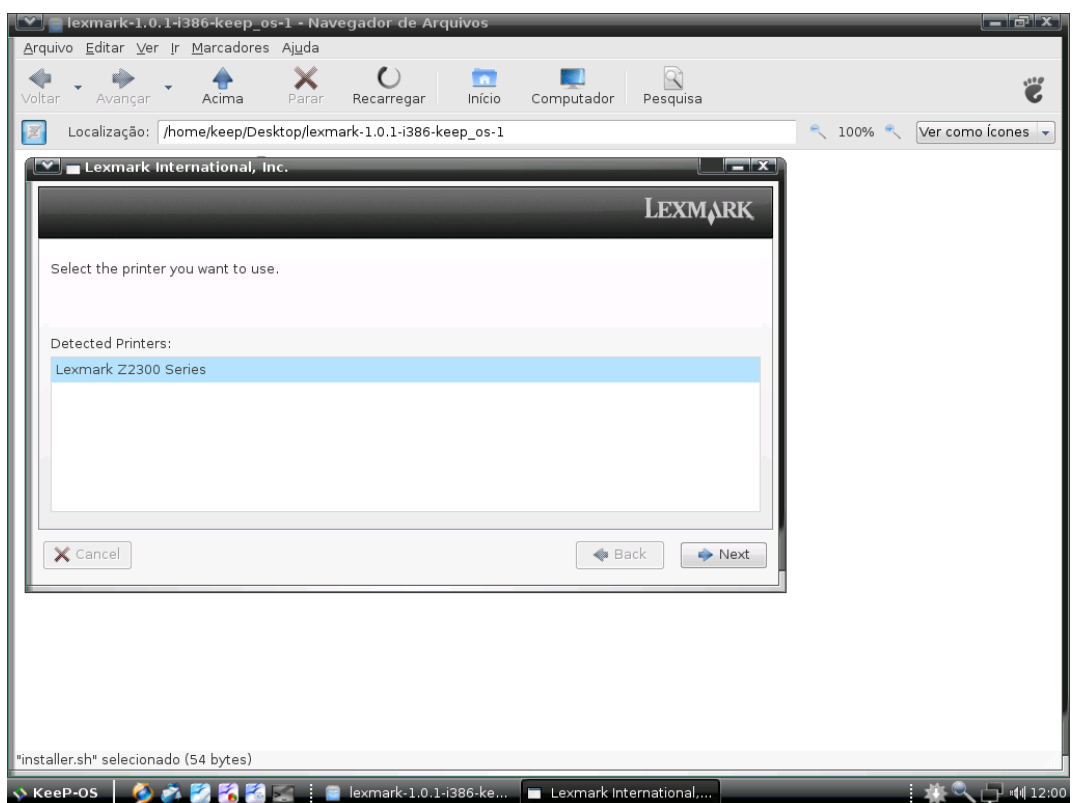 lexmark-1.0.1-i386-keep_os-1 - Navegador de Arquivos
Arquivo Editar Ver Ir Marcadores Ajuda
Voltar Avançar Acima Parar Recarregar Início Computador Pesquisa
Localização: /home/keep/Desktop/lexmark-1.0.1-i386-keep_os-1 100% Ver como Ícones
Lexmark International, Inc.
LEXMARK
Select the printer you want to use.
Detected Printers:
Lexmark Z2300 Series
Cancel Back Next
"installer.sh" selecionado (54 bytes)
KeeP-OS lexmark-1.0.1-i386-ke... Lexmark International,... 12:00